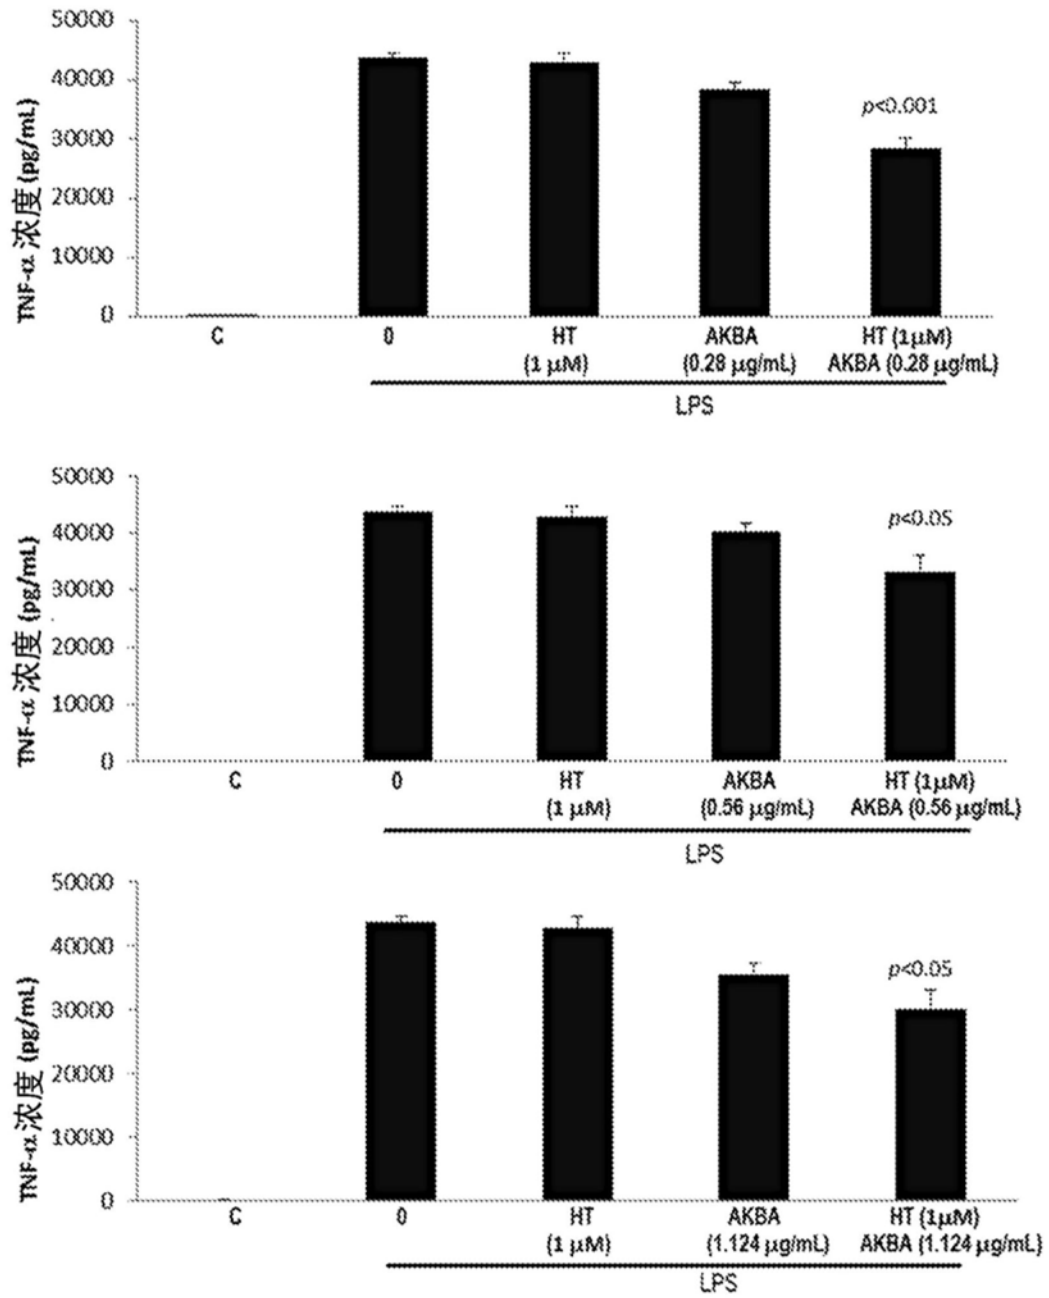 50000
40000
30000
20000
10000
0
TNF-α 浓度 (pg/mL)
p<0.001
C
0
HT
(1 µM)
AKBA
(0.28 µg/mL)
HT (1µM)
AKBA (0.28 µg/mL)
LPS
50000
40000
30000
20000
10000
0
TNF-α 浓度 (pg/mL)
p<0.05
C
0
HT
(1 µM)
AKBA
(0.56 µg/mL)
HT (1µM)
AKBA (0.56 µg/mL)
LPS
50000
40000
30000
20000
10000
0
TNF-α 浓度 (pg/mL)
p<0.05
C
0
HT
(1 µM)
AKBA
(1.124 µg/mL)
HT (1µM)
AKBA (1.124 µg/mL)
LPS